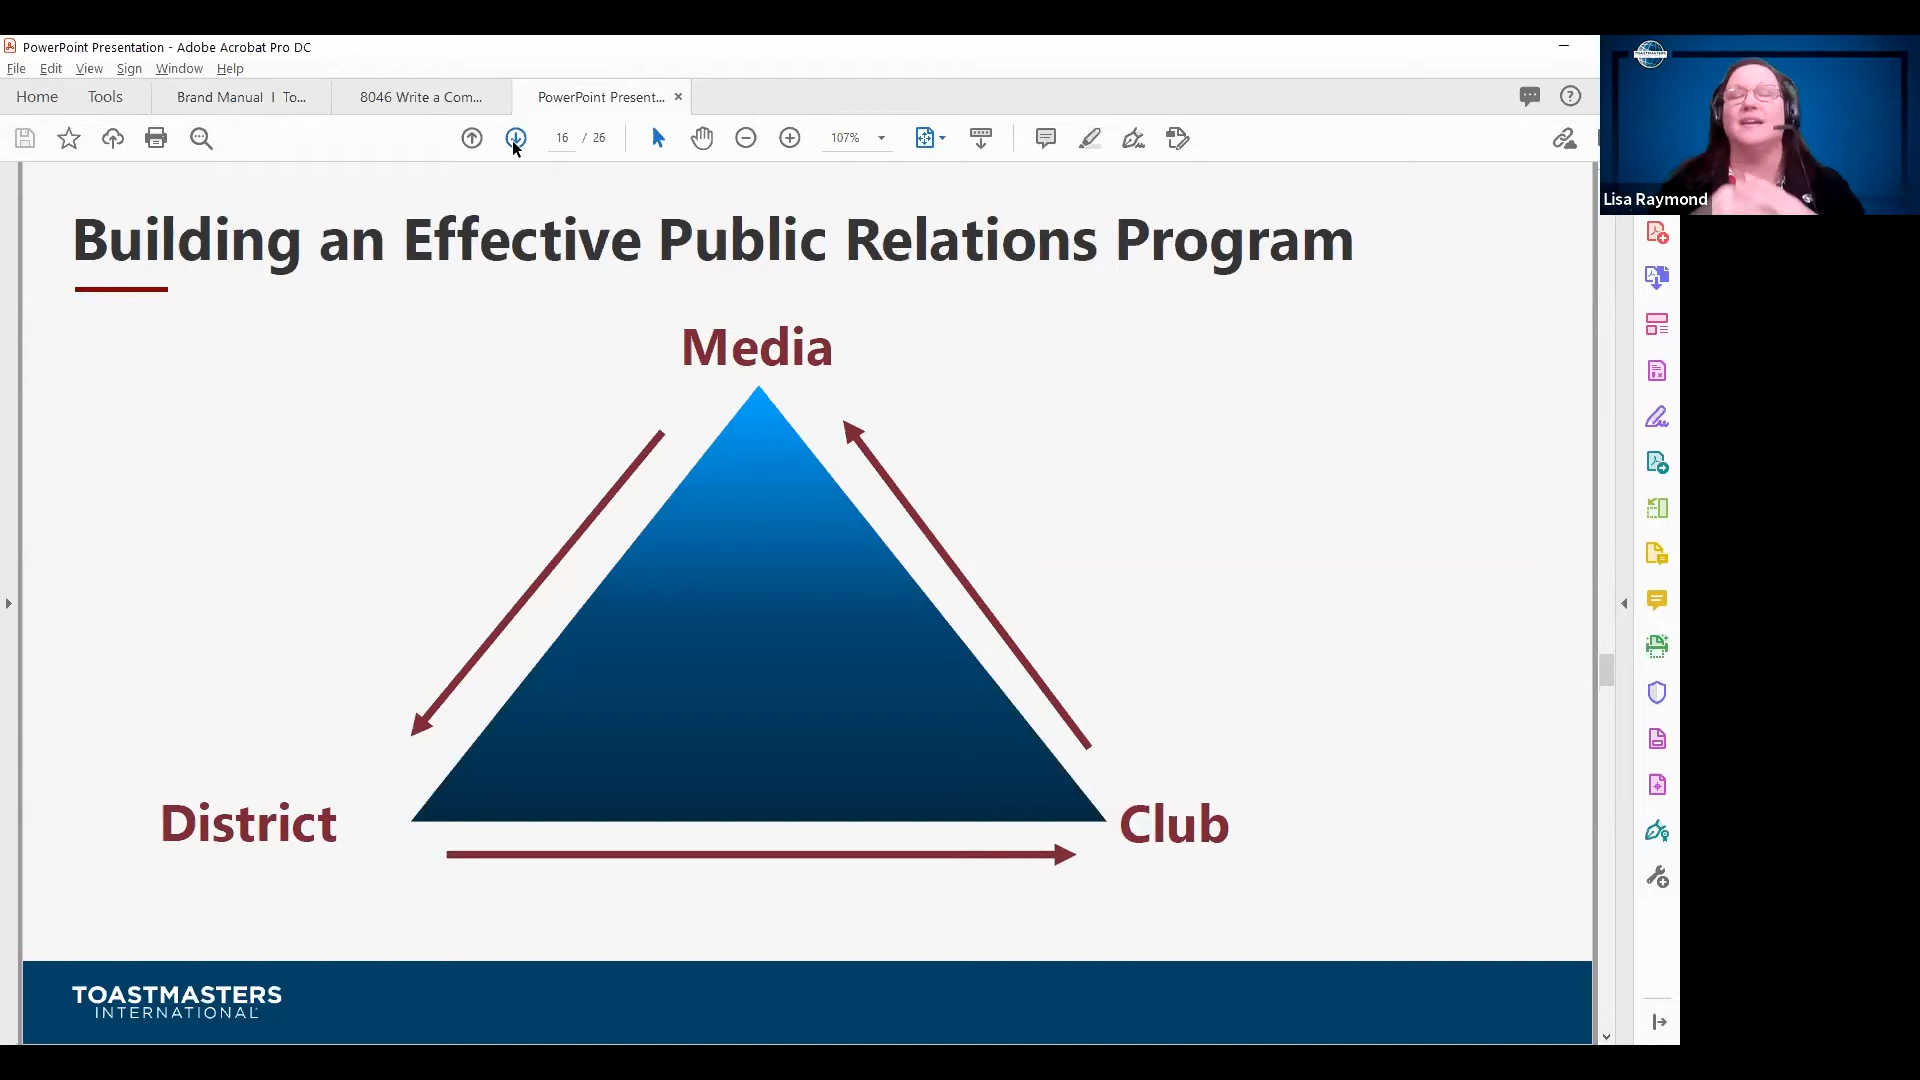 PowerPoint Presentation - Adobe Acrobat Pro DC
File Edit View Sign Window Help
Home Tools Brand Manual | To... 8046 Write a Com... PowerPoint Present... ×
16 / 26 107%
TOASTMASTERS
Lisa Raymond
Building an Effective Public Relations Program
Media
District
Club
TOASTMASTERS
INTERNATIONAL